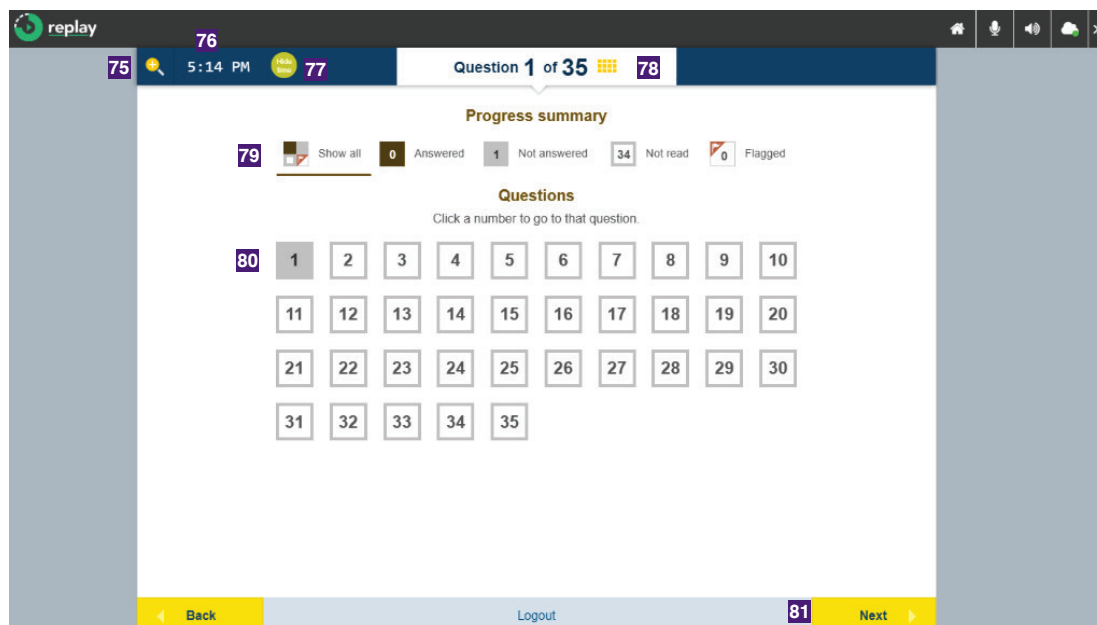 replay
76
75 5:14 PM Hide time 77 Question 1 of 35 78
Progress summary
79 Show all 0 Answered 1 Not answered 34 Not read 0 Flagged
Questions
Click a number to go to that question.
80 1 2 3 4 5 6 7 8 9 10
11 12 13 14 15 16 17 18 19 20
21 22 23 24 25 26 27 28 29 30
31 32 33 34 35
Back Logout 81 Next